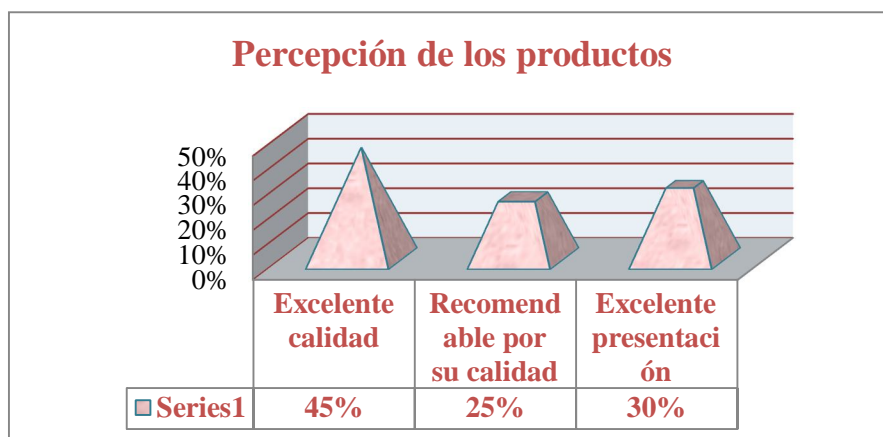 Percepción de los productos
50%
40%
30%
20%
10%
0%
Excelente
calidad
Recomend
able por
su calidad
Excelente
presentaci
ón
Series1 45% 25% 30%